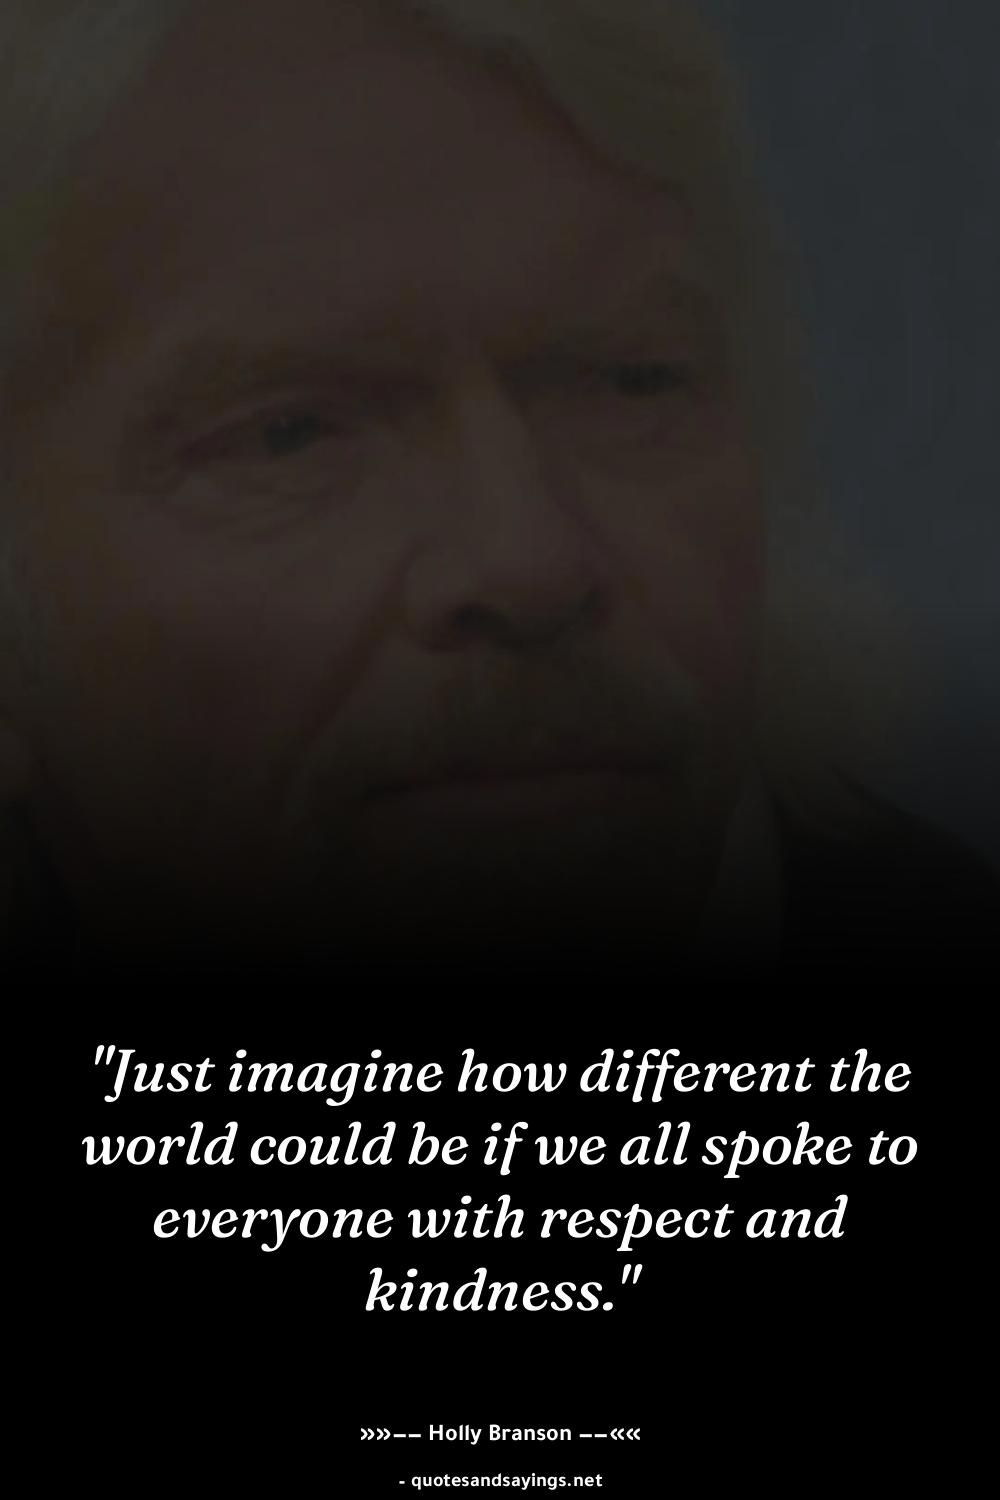 "Just imagine how different the
world could be if we all spoke to
everyone with respect and
kindness."
»»–– Holly Branson ––««
- quotesandsayings.net